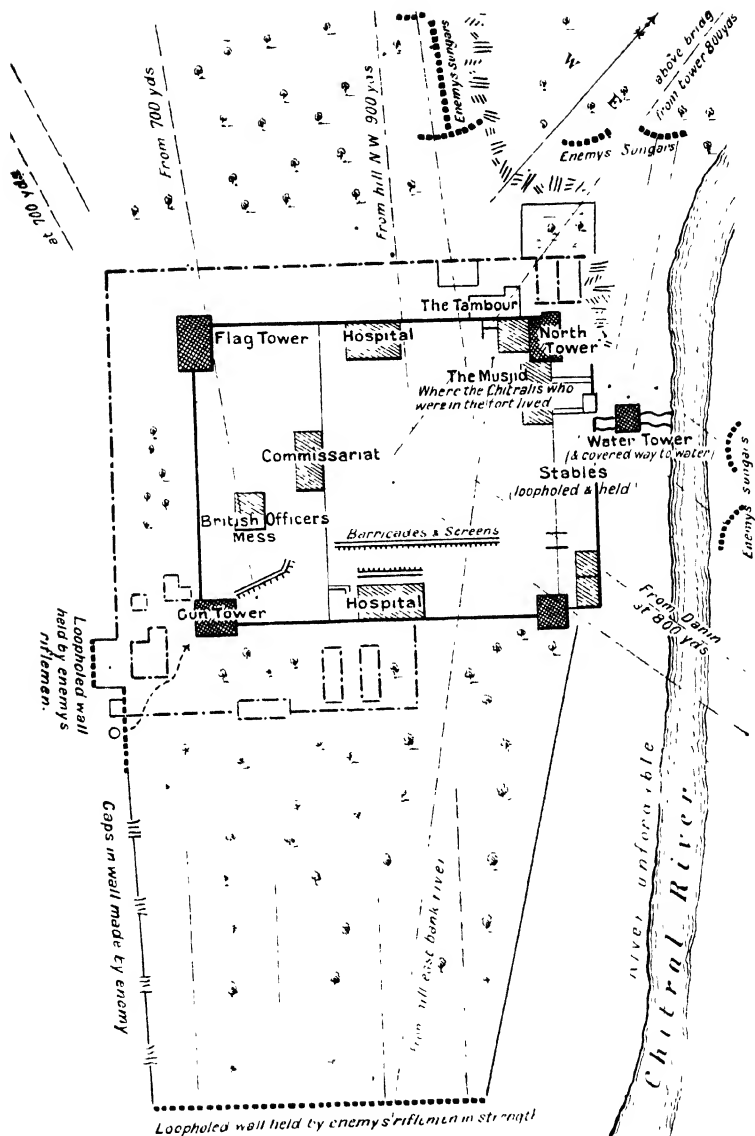 at 700 yds
From 700 yds
From hill NW 900 yds
Enemys sungars
W
above bridg
from tower 800 yds
Enemys Sungars
The Tambour
Flag Tower
Hospital
North
Tower
The Musjid
Where the Chitralis who
were in the fort lived
Commissariat
Water Tower
(& covered way to water)
Stables
loopholed & held
Enemys sungars
British Officers
Mess
Barricades & Screens
Gun Tower
Hospital
From Danin
at 800 yds
Loopholed wall
held by enemys
riflemen.
Gaps in wall made by enemy
From hill east bank river
River unfordable
Chitral River
Loopholed wall held by enemys' riflemen in strength